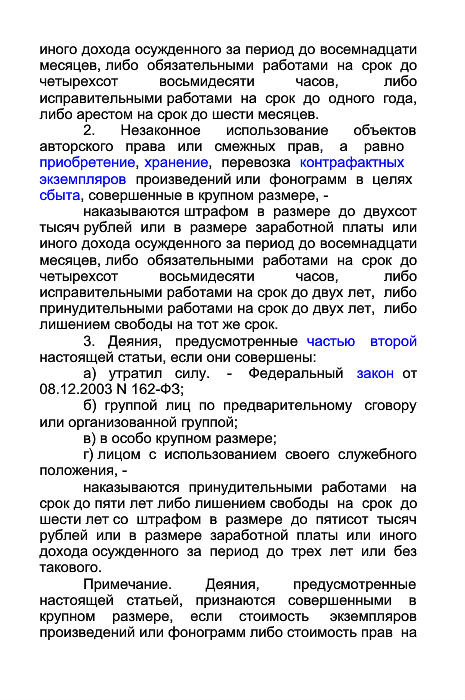 иного дохода осужденного за период до восемнадцати
месяцев, либо обязательными работами на срок до
четырехсот восьмидесяти часов, либо
исправительными работами на срок до одного года,
либо арестом на срок до шести месяцев.
2. Незаконное использование объектов
авторского права или смежных прав, а равно
приобретение, хранение, перевозка контрафактных
экземпляров произведений или фонограмм в целях
сбыта, совершенные в крупном размере, -
наказываются штрафом в размере до двухсот
тысяч рублей или в размере заработной платы или
иного дохода осужденного за период до восемнадцати
месяцев, либо обязательными работами на срок до
четырехсот восьмидесяти часов, либо
исправительными работами на срок до двух лет, либо
принудительными работами на срок до двух лет, либо
лишением свободы на тот же срок.
3. Деяния, предусмотренные частью второй
настоящей статьи, если они совершены:
а) утратил силу. - Федеральный закон от
08.12.2003 N 162-ФЗ;
б) группой лиц по предварительному сговору
или организованной группой;
в) в особо крупном размере;
г) лицом с использованием своего служебного
положения, -
наказываются принудительными работами на
срок до пяти лет либо лишением свободы на срок до
шести лет со штрафом в размере до пятисот тысяч
рублей или в размере заработной платы или иного
дохода осужденного за период до трех лет или без
такового.
Примечание. Деяния, предусмотренные
настоящей статьей, признаются совершенными в
крупном размере, если стоимость экземпляров
произведений или фонограмм либо стоимость прав на